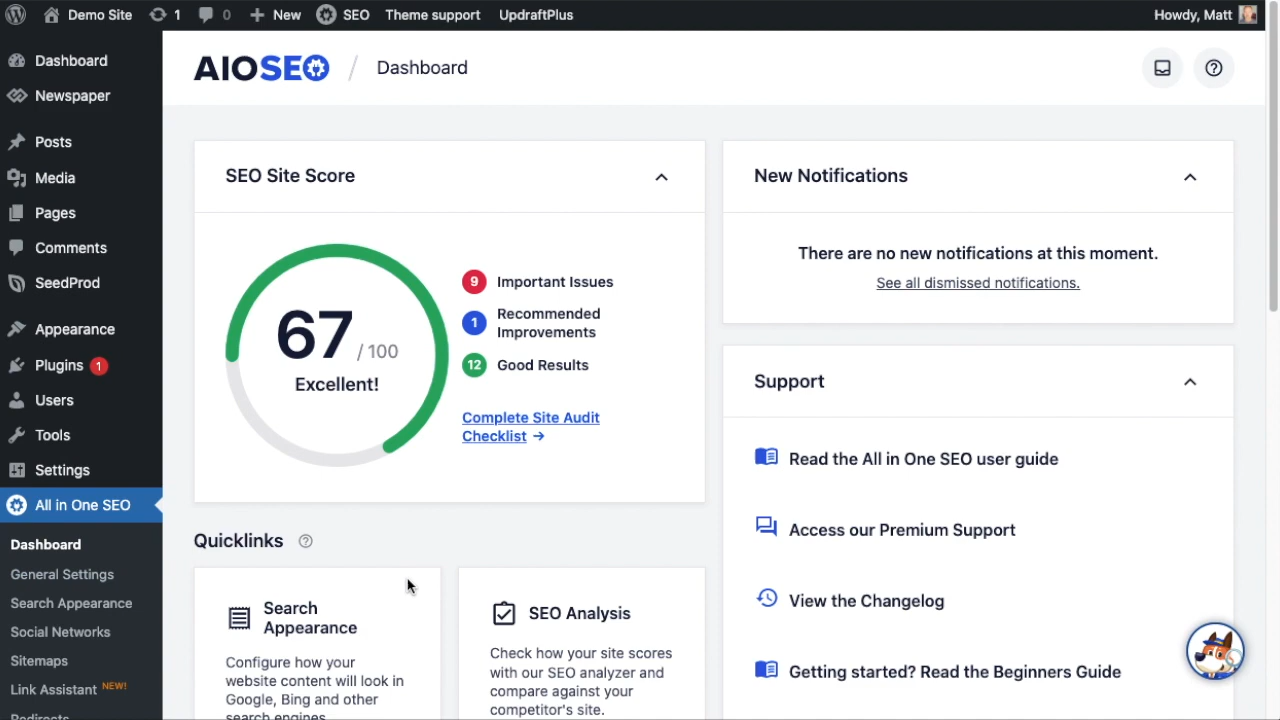 Demo Site 1 0 New SEO Theme support UpdraftPlus Howdy, Matt
Dashboard
Newspaper
Posts
Media
Pages
Comments
SeedProd
Appearance
Plugins 1
Users
Tools
Settings
All in One SEO
Dashboard
General Settings
Search Appearance
Social Networks
Sitemaps
Link Assistant NEW!
Redirects
AIOSEO / Dashboard
SEO Site Score
67 / 100
Excellent!
9 Important Issues
1 Recommended
Improvements
12 Good Results
Complete Site Audit
Checklist →
Quicklinks
Search
Appearance
Configure how your
website content will look in
Google, Bing and other
search engines.
SEO Analysis
Check how your site scores
with our SEO analyzer and
compare against your
competitor's site.
New Notifications
There are no new notifications at this moment.
See all dismissed notifications.
Support
Read the All in One SEO user guide
Access our Premium Support
View the Changelog
Getting started? Read the Beginners Guide